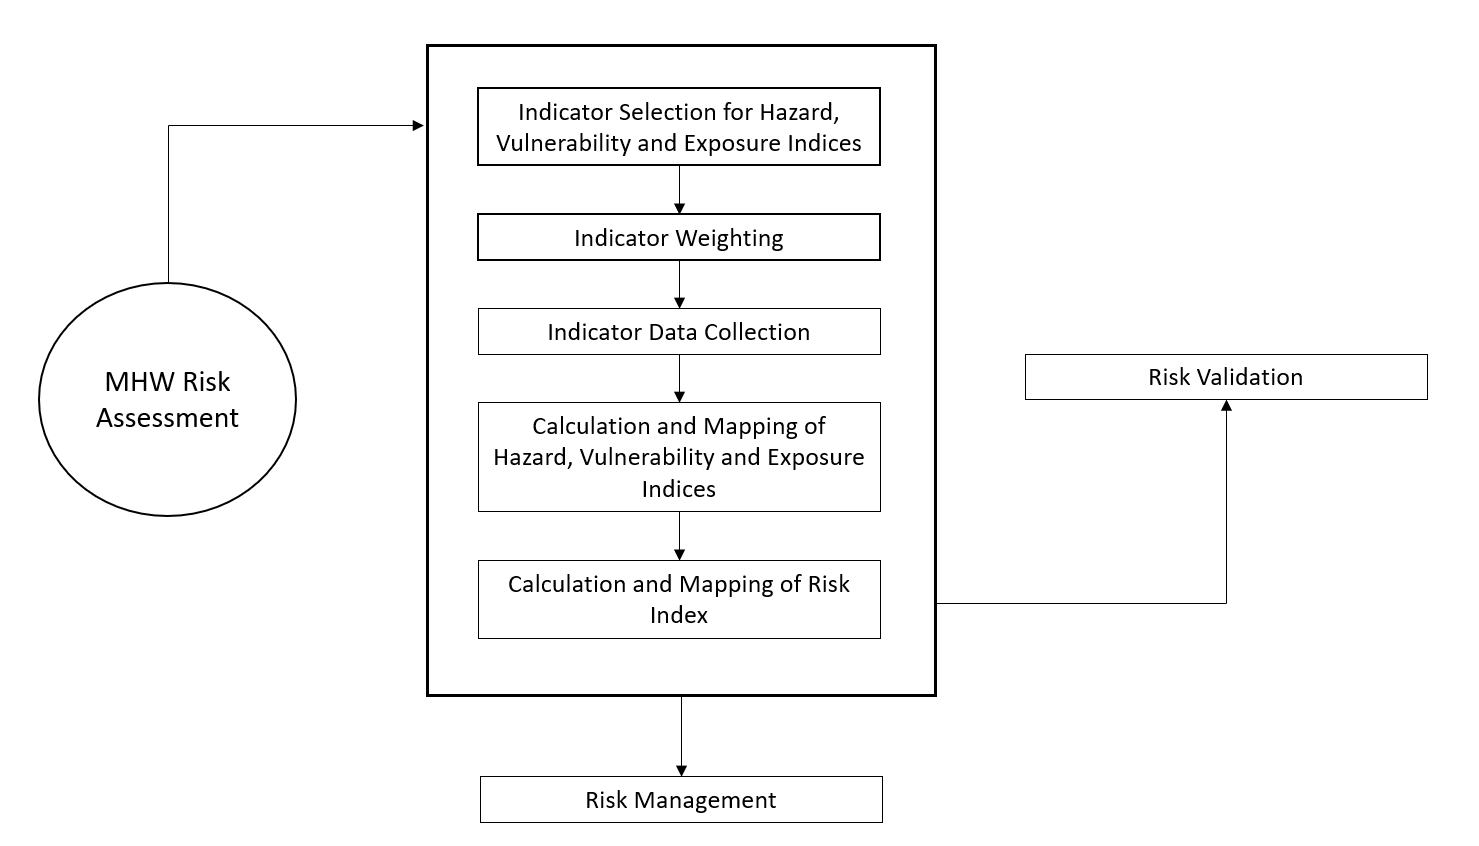 MHW Risk
Assessment
Indicator Selection for Hazard,
Vulnerability and Exposure Indices
Indicator Weighting
Indicator Data Collection
Calculation and Mapping of
Hazard, Vulnerability and Exposure
Indices
Calculation and Mapping of Risk
Index
Risk Validation
Risk Management